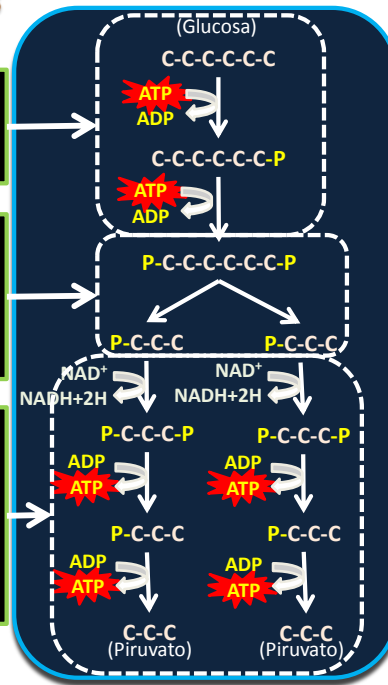 (Glucosa)
C-C-C-C-C-C
ATP
ADP
C-C-C-C-C-C-P
ATP
ADP
P-C-C-C-C-C-C-P
P-C-C-C P-C-C-C
NAD⁺ NAD⁺
NADH+2H NADH+2H
P-C-C-C-P P-C-C-C-P
ADP ADP
ATP ATP
P-C-C-C P-C-C-C
ADP ADP
ATP ATP
C-C-C C-C-C
(Piruvato) (Piruvato)